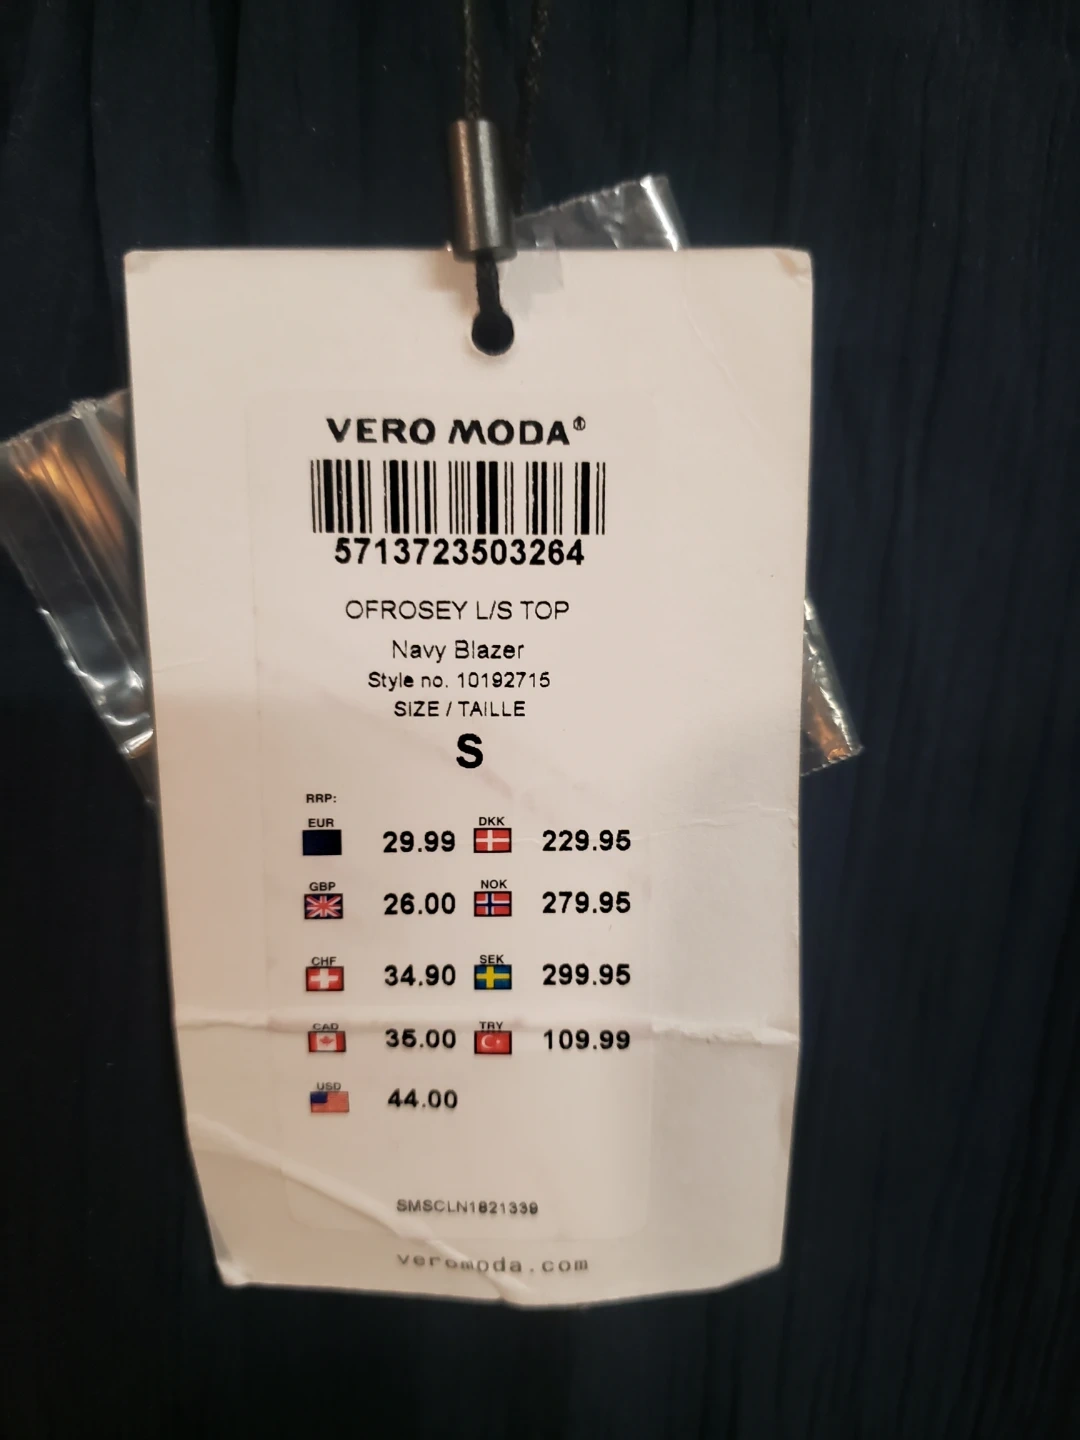 VERO MODA®
5713723503264
OFROSEY L/S TOP
Navy Blazer
Style no. 10192715
SIZE / TAILLE
S
RRP:
EUR 29.99 DKK 229.95
GBP 26.00 NOK 279.95
CHF 34.90 SEK 299.95
CAD 35.00 TRY 109.99
USD 44.00
SMSCLN1821339
veromoda.com